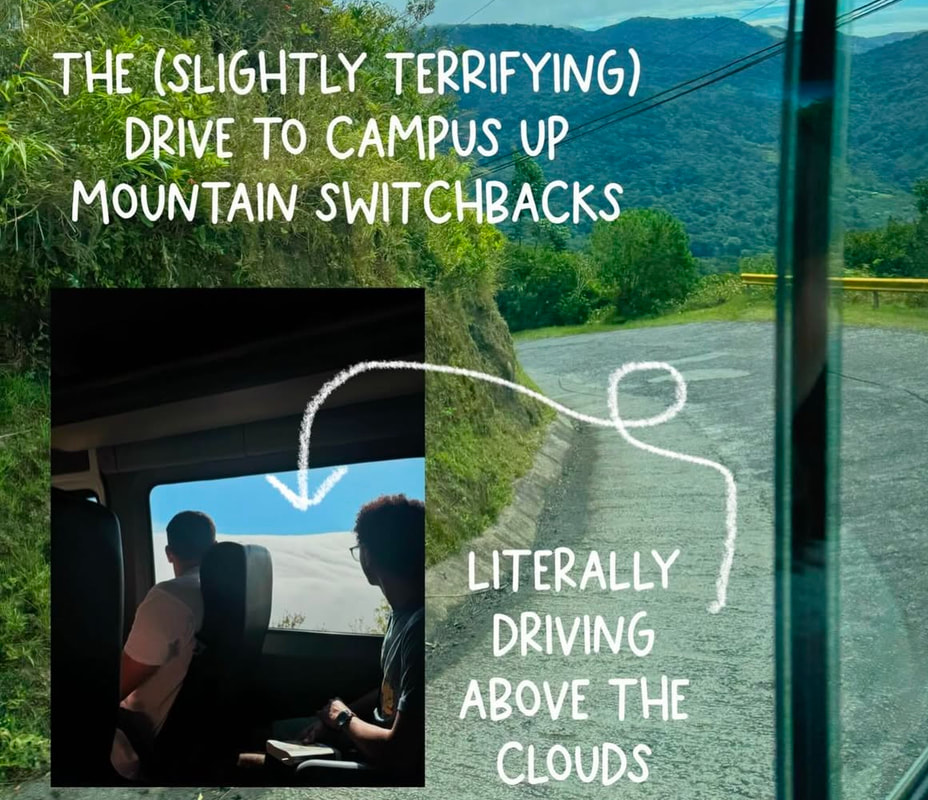 THE (SLIGHTLY TERRIFYING)
DRIVE TO CAMPUS UP
MOUNTAIN SWITCHBACKS
LITERALLY
DRIVING
ABOVE THE
CLOUDS